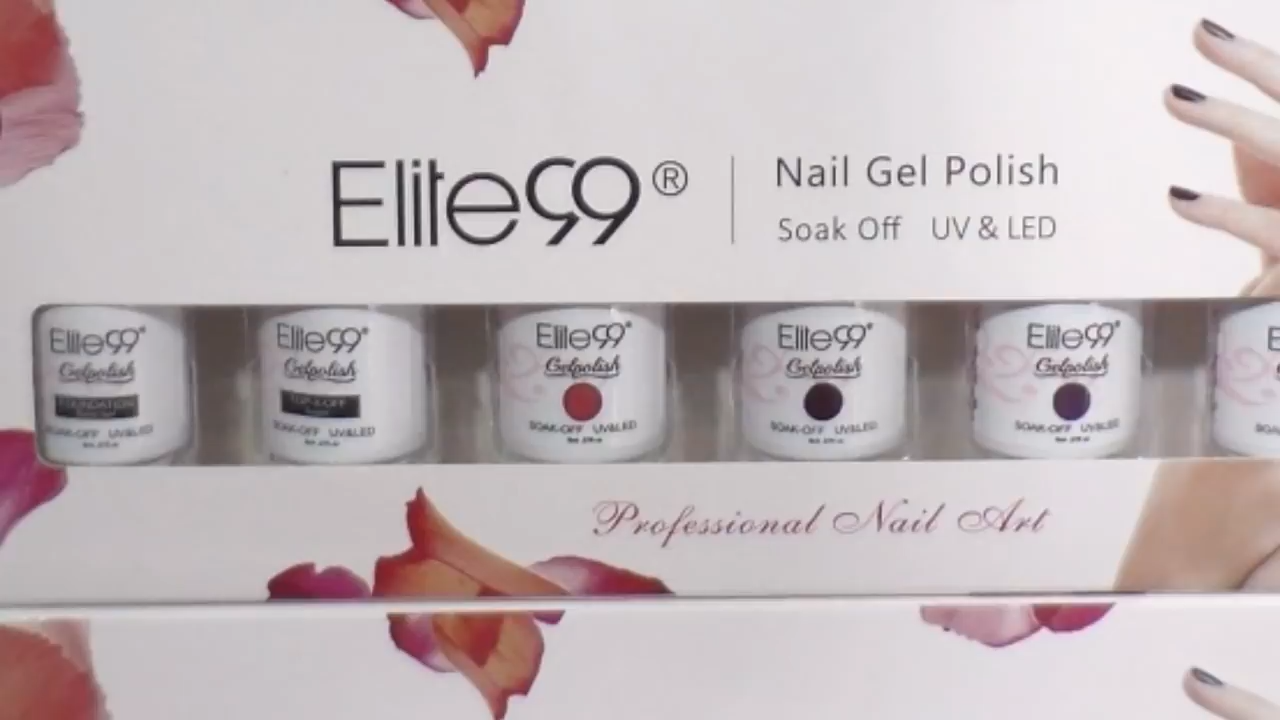 Elite99®
Nail Gel Polish
Soak Off UV & LED
Elite99®
Gelpolish
FOUNDATION
SOAK-OFF UV&LED
Elite99®
Gelpolish
TOP-IT-OFF
SOAK-OFF UV&LED
Elite99®
Gelpolish
SOAK-OFF UV&LED
Elite99®
Gelpolish
SOAK-OFF UV&LED
Elite99®
Gelpolish
SOAK-OFF UV&LED
Professional Nail Art